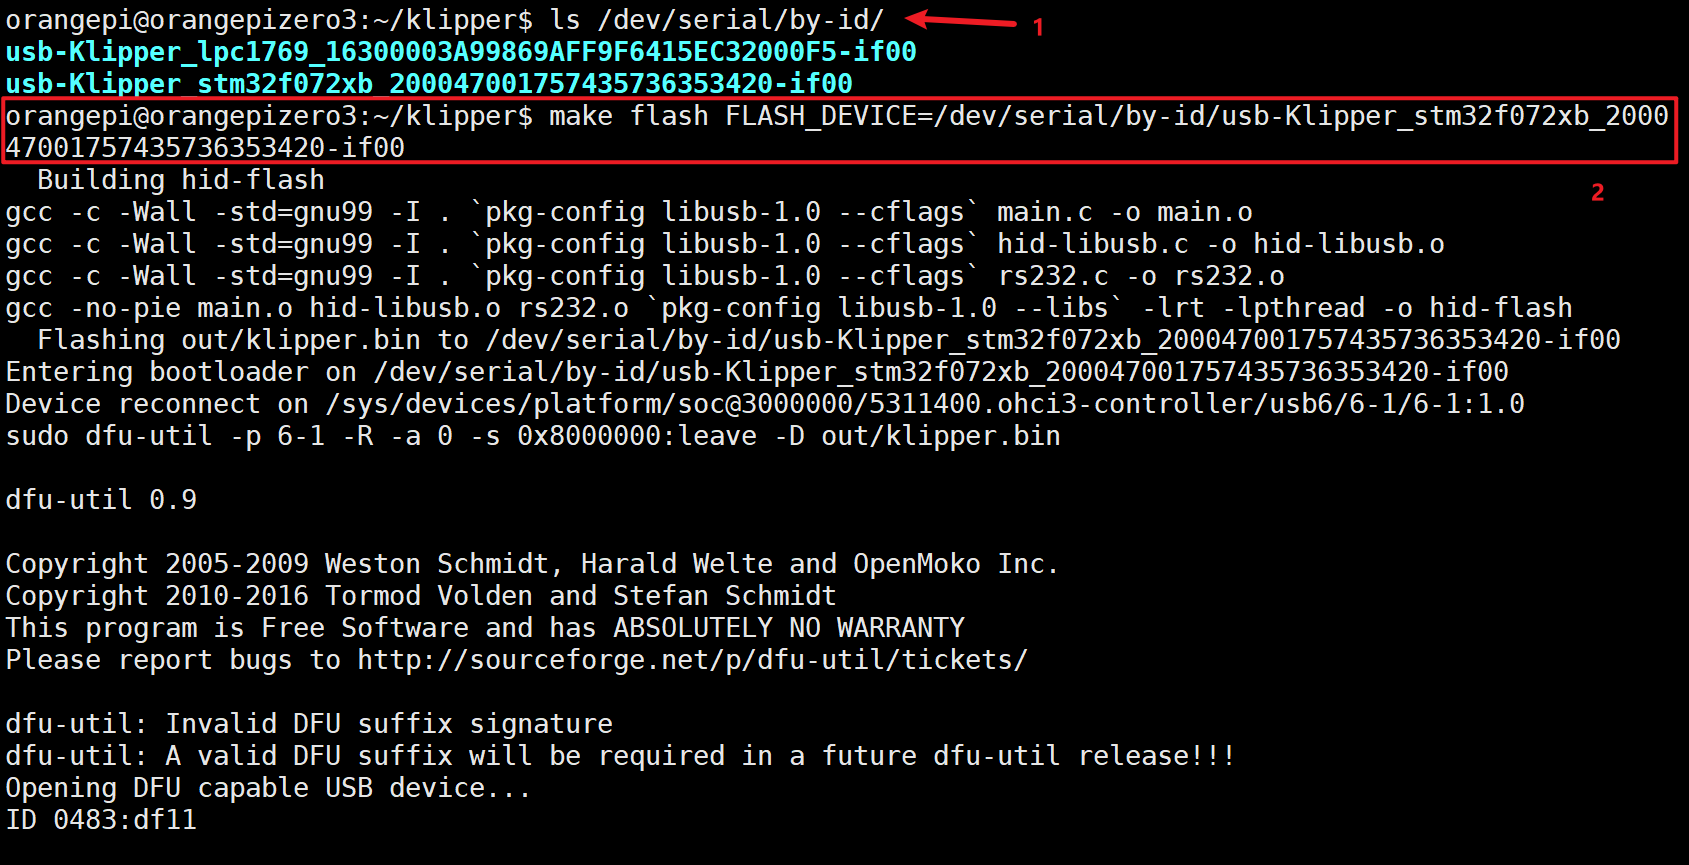 orangepi@orangepizero3:~/klipper$ ls /dev/serial/by-id/
1
usb-Klipper_lpc1769_16300003A99869AFF9F6415EC32000F5-if00
usb-Klipper_stm32f072xb_200047001757435736353420-if00
orangepi@orangepizero3:~/klipper$ make flash FLASH_DEVICE=/dev/serial/by-id/usb-Klipper_stm32f072xb_2000
47001757435736353420-if00
  Building hid-flash
2
gcc -c -Wall -std=gnu99 -I . `pkg-config libusb-1.0 --cflags` main.c -o main.o
gcc -c -Wall -std=gnu99 -I . `pkg-config libusb-1.0 --cflags` hid-libusb.c -o hid-libusb.o
gcc -c -Wall -std=gnu99 -I . `pkg-config libusb-1.0 --cflags` rs232.c -o rs232.o
gcc -no-pie main.o hid-libusb.o rs232.o `pkg-config libusb-1.0 --libs` -lrt -lpthread -o hid-flash
  Flashing out/klipper.bin to /dev/serial/by-id/usb-Klipper_stm32f072xb_200047001757435736353420-if00
Entering bootloader on /dev/serial/by-id/usb-Klipper_stm32f072xb_200047001757435736353420-if00
Device reconnect on /sys/devices/platform/soc@3000000/5311400.ohci3-controller/usb6/6-1/6-1:1.0
sudo dfu-util -p 6-1 -R -a 0 -s 0x8000000:leave -D out/klipper.bin

dfu-util 0.9

Copyright 2005-2009 Weston Schmidt, Harald Welte and OpenMoko Inc.
Copyright 2010-2016 Tormod Volden and Stefan Schmidt
This program is Free Software and has ABSOLUTELY NO WARRANTY
Please report bugs to http://sourceforge.net/p/dfu-util/tickets/

dfu-util: Invalid DFU suffix signature
dfu-util: A valid DFU suffix will be required in a future dfu-util release!!!
Opening DFU capable USB device...
ID 0483:df11